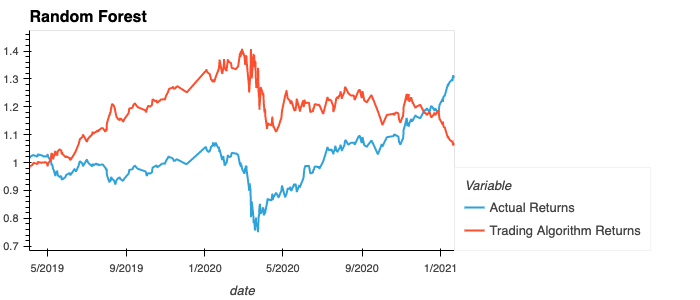 Random Forest
1.4
1.3
1.2
1.1
1
0.9
0.8
0.7
5/2019 9/2019 1/2020 5/2020 9/2020 1/2021
date
Variable
Actual Returns
Trading Algorithm Returns